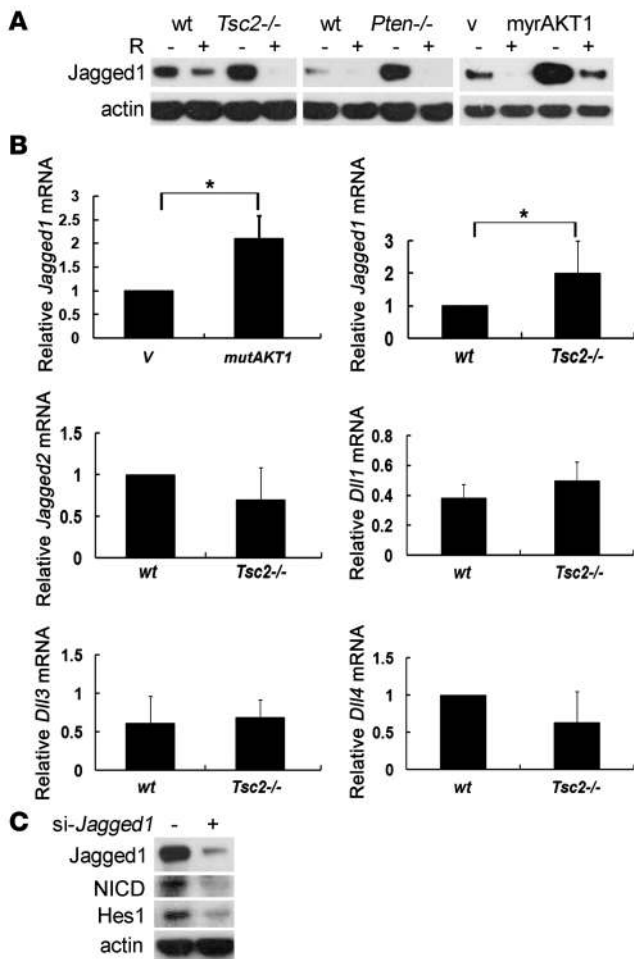 A
wt Tsc2-/- wt Pten-/- v myrAKT1
R - + - + - + - + - + - +
Jagged1
actin
B
Relative Jagged1 mRNA
3
2.5
2
1.5
1
0.5
0
*
V mutAKT1
Relative Jagged1 mRNA
3
2
1
0
*
wt Tsc2-/-
Relative Jagged2 mRNA
1.5
1
0.5
0
wt Tsc2-/-
Relative Dll1 mRNA
0.8
0.6
0.4
0.2
0
wt Tsc2-/-
Relative Dll3 mRNA
1.5
1
0.5
0
wt Tsc2-/-
Relative Dll4 mRNA
1.5
1
0.5
0
wt Tsc2-/-
C
si-Jagged1 - +
Jagged1
NICD
Hes1
actin